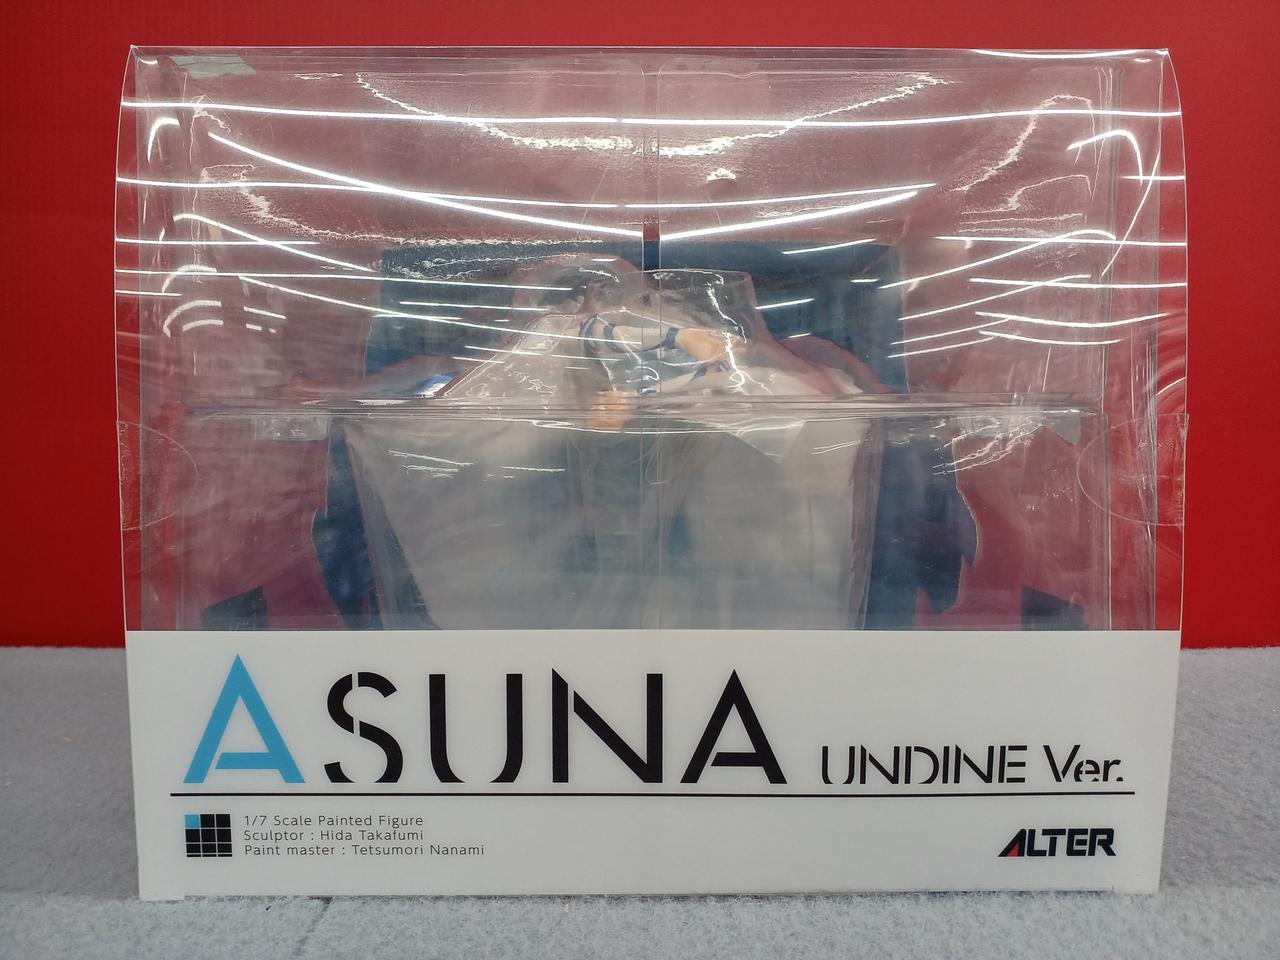 ASUNA UNDINE Ver.
1/7 Scale Painted Figure
Sculptor : Hida Takafumi
Paint master : Tetsumori Nanami
ALTER